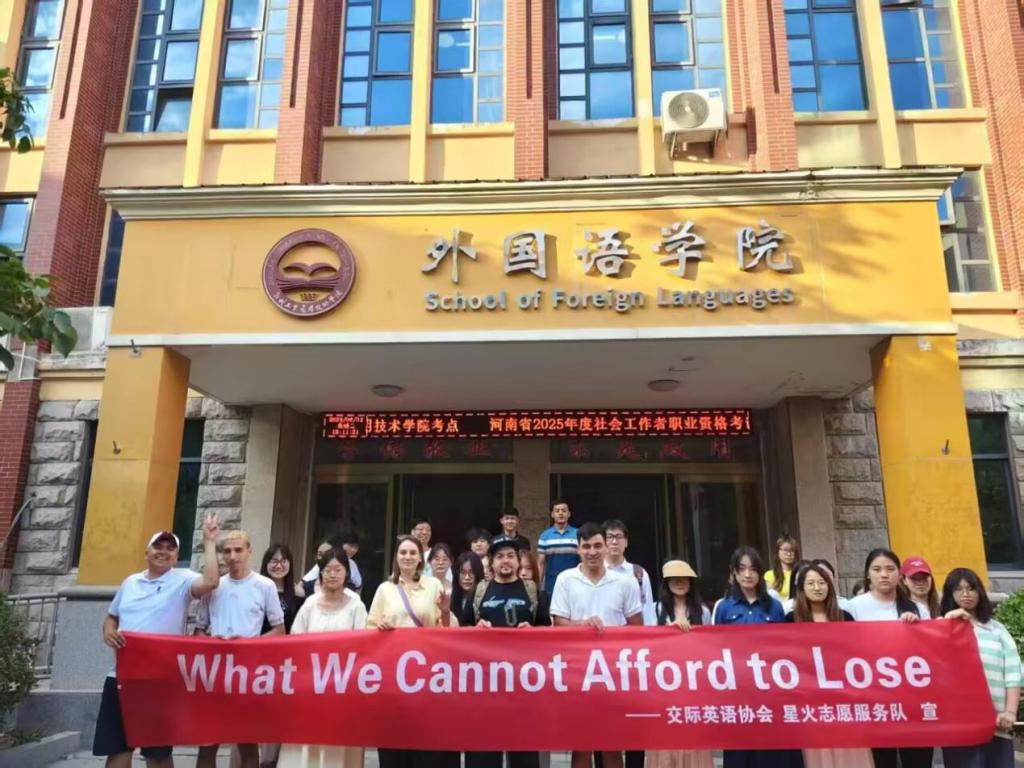 外国语学院
School of Foreign Languages
用技术学院考点 河南省2025年度社会工作者职业资格考试
What We Cannot Afford to Lose
——交际英语协会 星火志愿服务队 宣